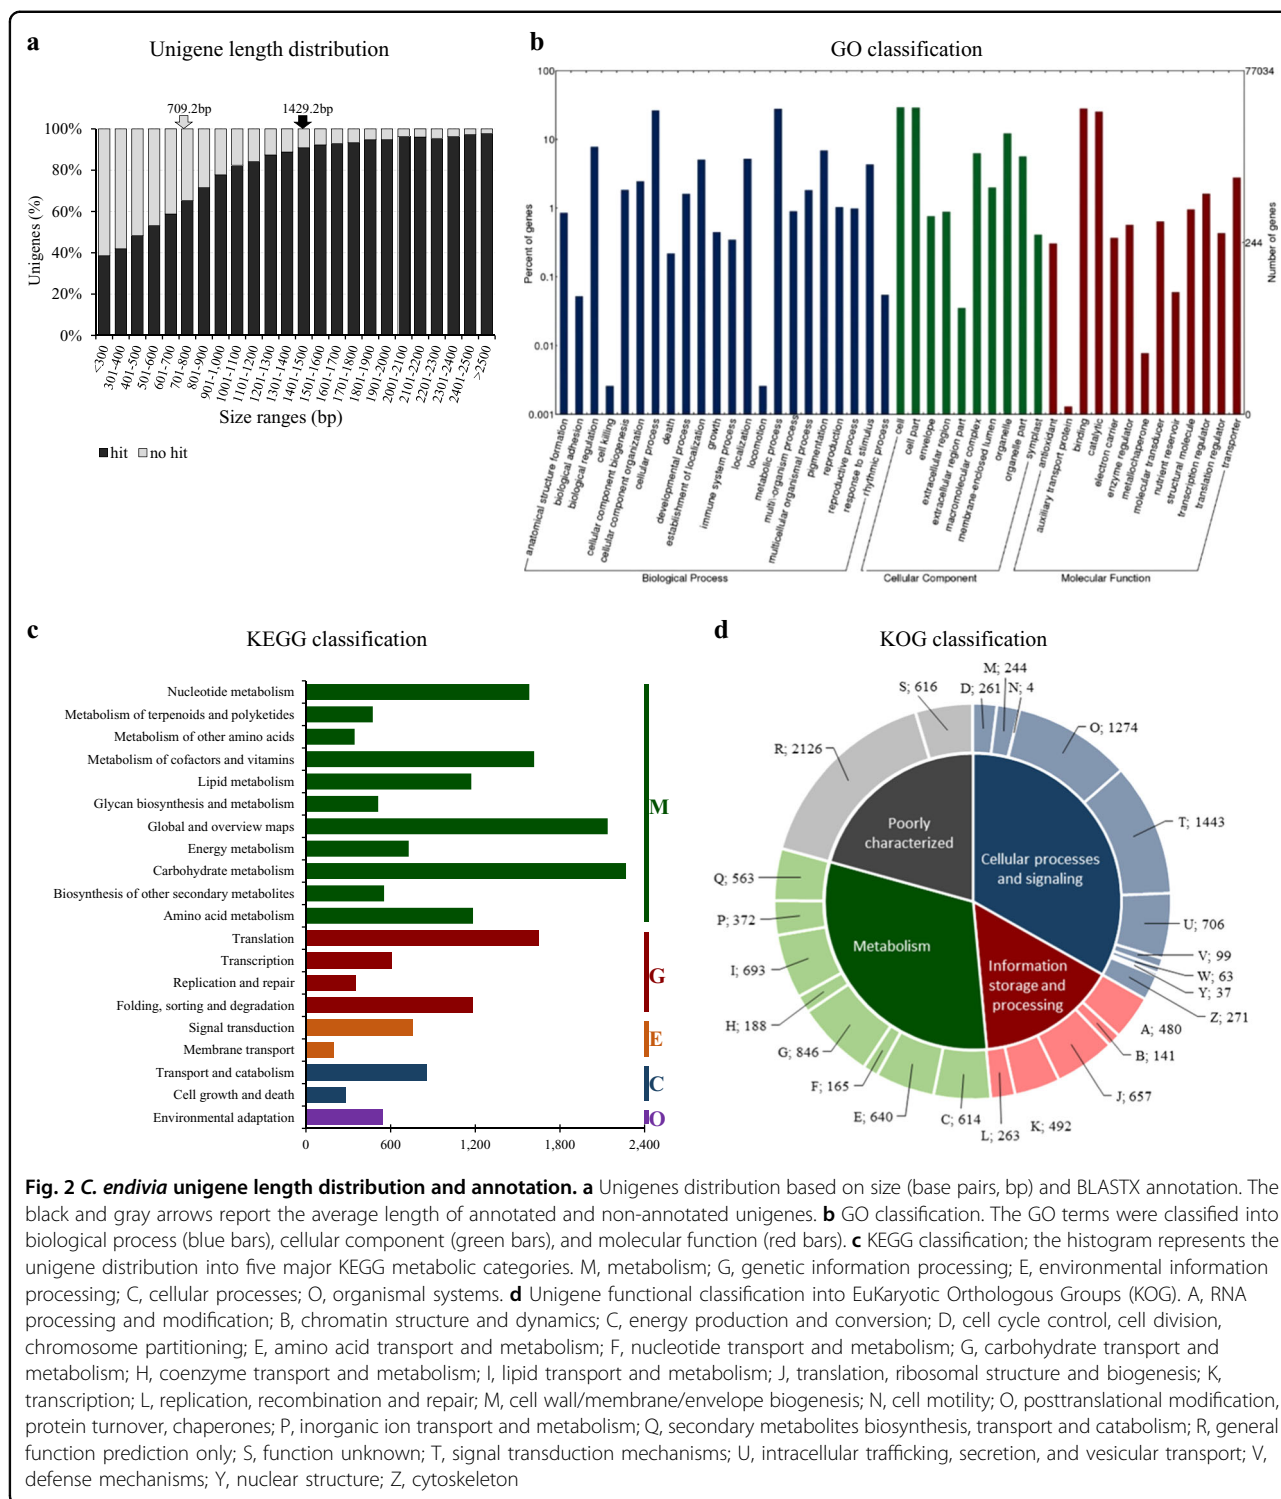 a
Unigene length distribution
709.2bp
1429.2bp
100%
80%
60%
40%
20%
0%
Unigenes (%)
<300
301-400
401-500
501-600
601-700
701-800
801-900
901-1,000
1001-1100
1101-1200
1201-1300
1301-1400
1401-1500
1501-1600
1601-1700
1701-1800
1801-1900
1901-2000
2001-2100
2101-2200
2201-2300
2301-2400
2401-2500
>2500
Size ranges (bp)
hit
no hit
b
GO classification
100
10
1
0.1
0.01
0.001
Percent of genes
77034
244
0
Number of genes
anatomical structure formation
biological adhesion
biological regulation
cell killing
cellular component biogenesis
cellular component organization
cellular process
death
developmental process
establishment of localization
growth
immune system process
localization
locomotion
metabolic process
multi-organism process
multicellular organismal process
pigmentation
reproduction
reproductive process
response to stimulus
rhythmic process
cell
cell part
envelope
extracellular region
extracellular region part
macromolecular complex
membrane-enclosed lumen
organelle
organelle part
symplast
antioxidant
auxiliary transport protein
binding
catalytic
electron carrier
enzyme regulator
metallochaperone
molecular transducer
nutrient reservoir
structural molecule
transcription regulator
translation regulator
transporter
Biological Process
Cellular Component
Molecular Function
c
KEGG classification
Nucleotide metabolism
Metabolism of terpenoids and polyketides
Metabolism of other amino acids
Metabolism of cofactors and vitamins
Lipid metabolism
Glycan biosynthesis and metabolism
Global and overview maps
Energy metabolism
Carbohydrate metabolism
Biosynthesis of other secondary metabolites
Amino acid metabolism
Translation
Transcription
Replication and repair
Folding, sorting and degradation
Signal transduction
Membrane transport
Transport and catabolism
Cell growth and death
Environmental adaptation
M
G
E
C
O
0
600
1,200
1,800
2,400
d
KOG classification
M; 244
D; 261
N; 4
S; 616
O; 1274
R; 2126
T; 1443
Poorly
characterized
Cellular processes
and signaling
Q; 563
P; 372
U; 706
Metabolism
V; 99
I; 693
Information
storage and
processing
W; 63
Y; 37
H; 188
Z; 271
A; 480
G; 846
B; 141
F; 165
J; 657
E; 640
C; 614
L; 263
K; 492
Fig. 2 C. endivia unigene length distribution and annotation. a Unigenes distribution based on size (base pairs, bp) and BLASTX annotation. The
black and gray arrows report the average length of annotated and non-annotated unigenes. b GO classification. The GO terms were classified into
biological process (blue bars), cellular component (green bars), and molecular function (red bars). c KEGG classification; the histogram represents the
unigene distribution into five major KEGG metabolic categories. M, metabolism; G, genetic information processing; E, environmental information
processing; C, cellular processes; O, organismal systems. d Unigene functional classification into EuKaryotic Orthologous Groups (KOG). A, RNA
processing and modification; B, chromatin structure and dynamics; C, energy production and conversion; D, cell cycle control, cell division,
chromosome partitioning; E, amino acid transport and metabolism; F, nucleotide transport and metabolism; G, carbohydrate transport and
metabolism; H, coenzyme transport and metabolism; I, lipid transport and metabolism; J, translation, ribosomal structure and biogenesis; K,
transcription; L, replication, recombination and repair; M, cell wall/membrane/envelope biogenesis; N, cell motility; O, posttranslational modification,
protein turnover, chaperones; P, inorganic ion transport and metabolism; Q, secondary metabolites biosynthesis, transport and catabolism; R, general
function prediction only; S, function unknown; T, signal transduction mechanisms; U, intracellular trafficking, secretion, and vesicular transport; V,
defense mechanisms; Y, nuclear structure; Z, cytoskeleton